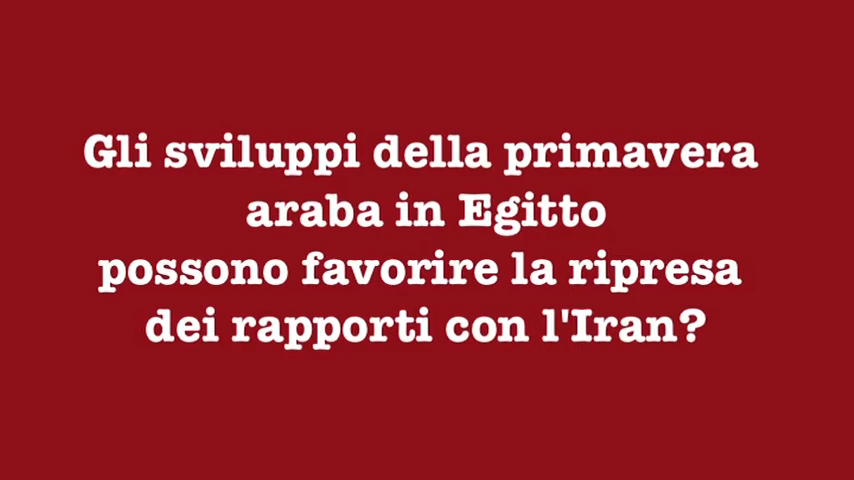 Gli sviluppi della primavera
araba in Egitto
possono favorire la ripresa
dei rapporti con l'Iran?